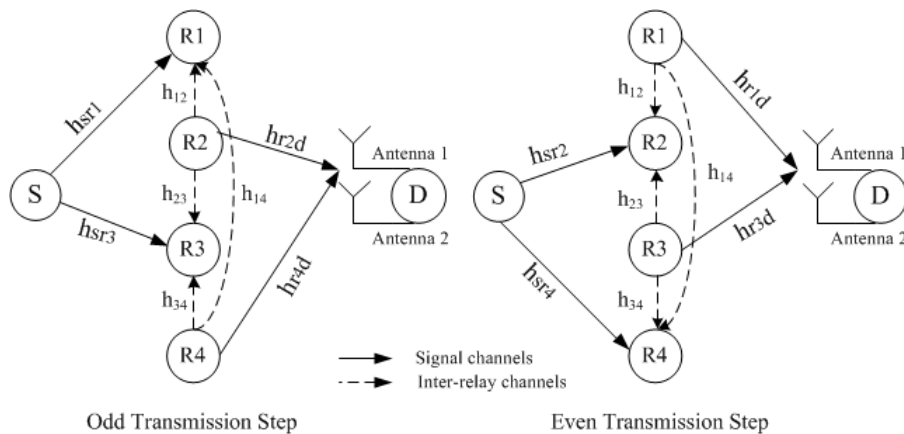 R1
h12
hsr1
R2
hr2d
Antenna 1
S
h23
h14
D
hsr3
R3
Antenna 2
h34
hr4d
R4
Odd Transmission Step
R1
hr1d
h12
R2
hsr2
Antenna 1
S
h23
h14
D
R3
hr3d
Antenna 2
hsr4
h34
R4
Even Transmission Step
Signal channels
Inter-relay channels